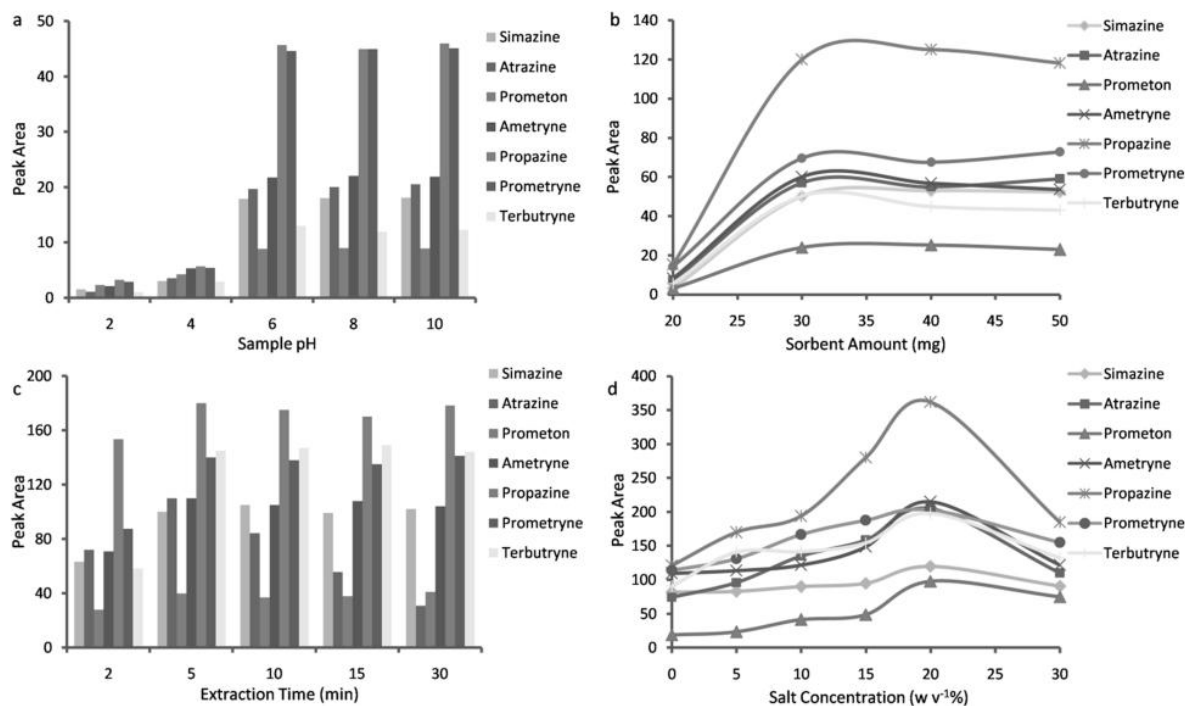 a
50
40
30
20
10
0
Peak Area
2 4 6 8 10
Sample pH
Simazine
Atrazine
Prometon
Ametryne
Propazine
Prometryne
Terbutryne
b
140
120
100
80
60
40
20
0
Peak Area
20 25 30 35 40 45 50
Sorbent Amount (mg)
Simazine
Atrazine
Prometon
Ametryne
Propazine
Prometryne
Terbutryne
c
200
160
120
80
40
0
Peak Area
2 5 10 15 30
Extraction Time (min)
Simazine
Atrazine
Prometon
Ametryne
Propazine
Prometryne
Terbutryne
d
400
350
300
250
200
150
100
50
0
Peak Area
0 5 10 15 20 30
Salt Concentration (w v⁻¹%)
Simazine
Atrazine
Prometon
Ametryne
Propazine
Prometryne
Terbutryne